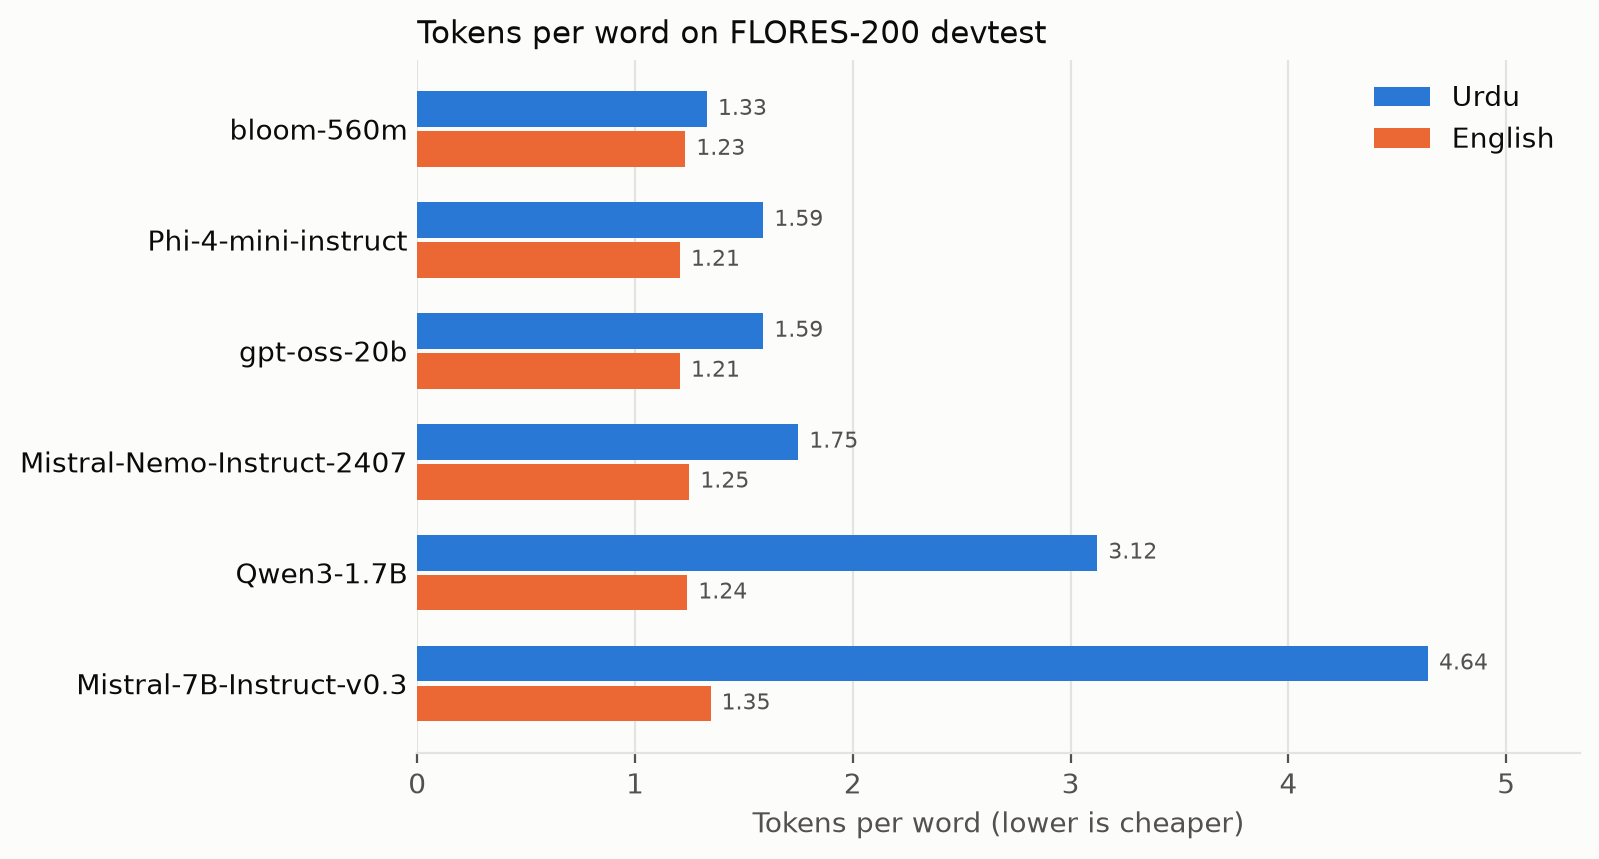 Tokens per word on FLORES-200 devtest
Urdu
English
bloom-560m
1.33
1.23
Phi-4-mini-instruct
1.59
1.21
gpt-oss-20b
1.59
1.21
Mistral-Nemo-Instruct-2407
1.75
1.25
Qwen3-1.7B
3.12
1.24
Mistral-7B-Instruct-v0.3
4.64
1.35
0 1 2 3 4 5
Tokens per word (lower is cheaper)